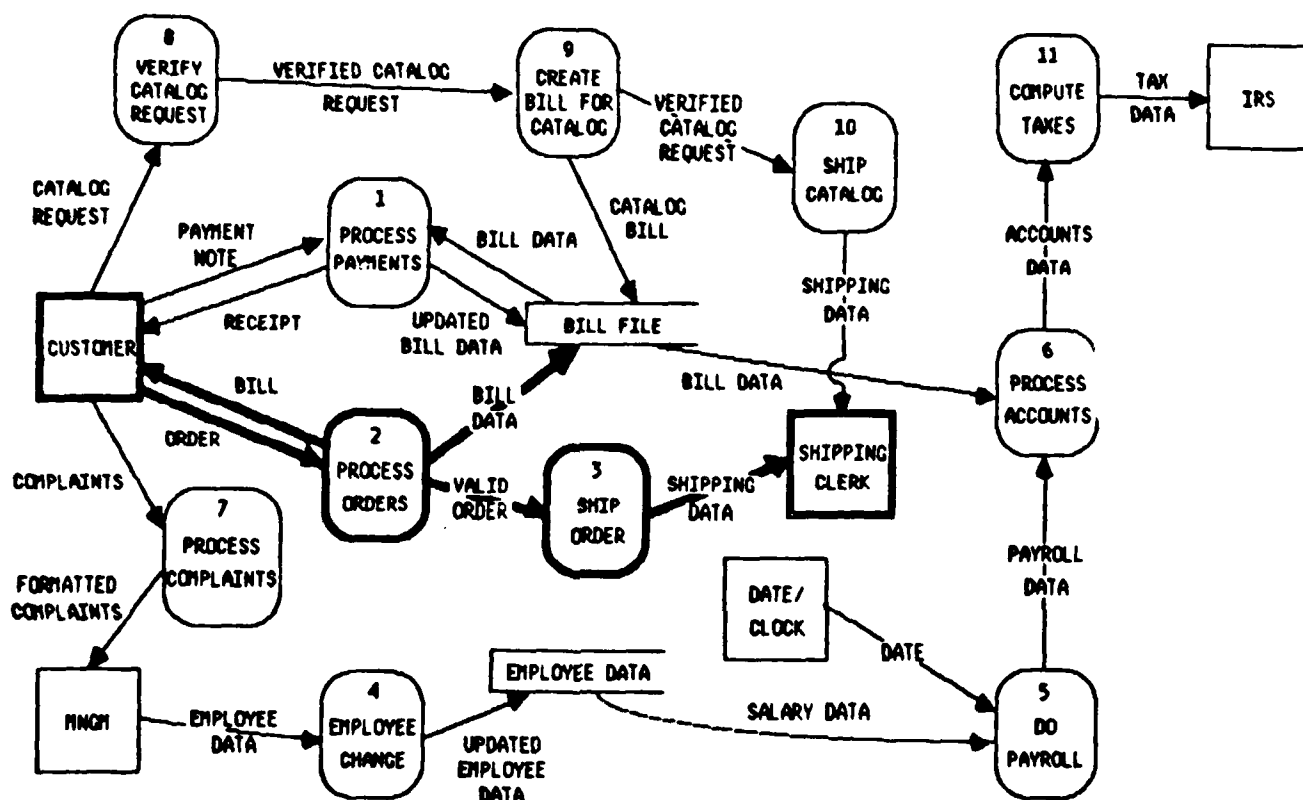 8
VERIFY
CATALOG
REQUEST
VERIFIED CATALOG
REQUEST
9
CREATE
BILL FOR
CATALOG
VERIFIED
CATALOG
REQUEST
10
SHIP
CATALOG
11
COMPUTE
TAXES
TAX
DATA
IRS
CATALOG
REQUEST
PAYMENT
NOTE
1
PROCESS
PAYMENTS
BILL DATA
CATALOG
BILL
SHIPPING
DATA
ACCOUNTS
DATA
CUSTOMER
RECEIPT
UPDATED
BILL DATA
BILL FILE
BILL DATA
6
PROCESS
ACCOUNTS
BILL
ORDER
2
PROCESS
ORDERS
BILL
DATA
VALID
ORDER
3
SHIP
ORDER
SHIPPING
DATA
SHIPPING
CLERK
COMPLAINTS
7
PROCESS
COMPLAINTS
FORMATTED
COMPLAINTS
DATE/
CLOCK
DATE
PAYROLL
DATA
MNGM
EMPLOYEE
DATA
4
EMPLOYEE
CHANGE
UPDATED
EMPLOYEE
DATA
EMPLOYEE DATA
SALARY DATA
5
DO
PAYROLL